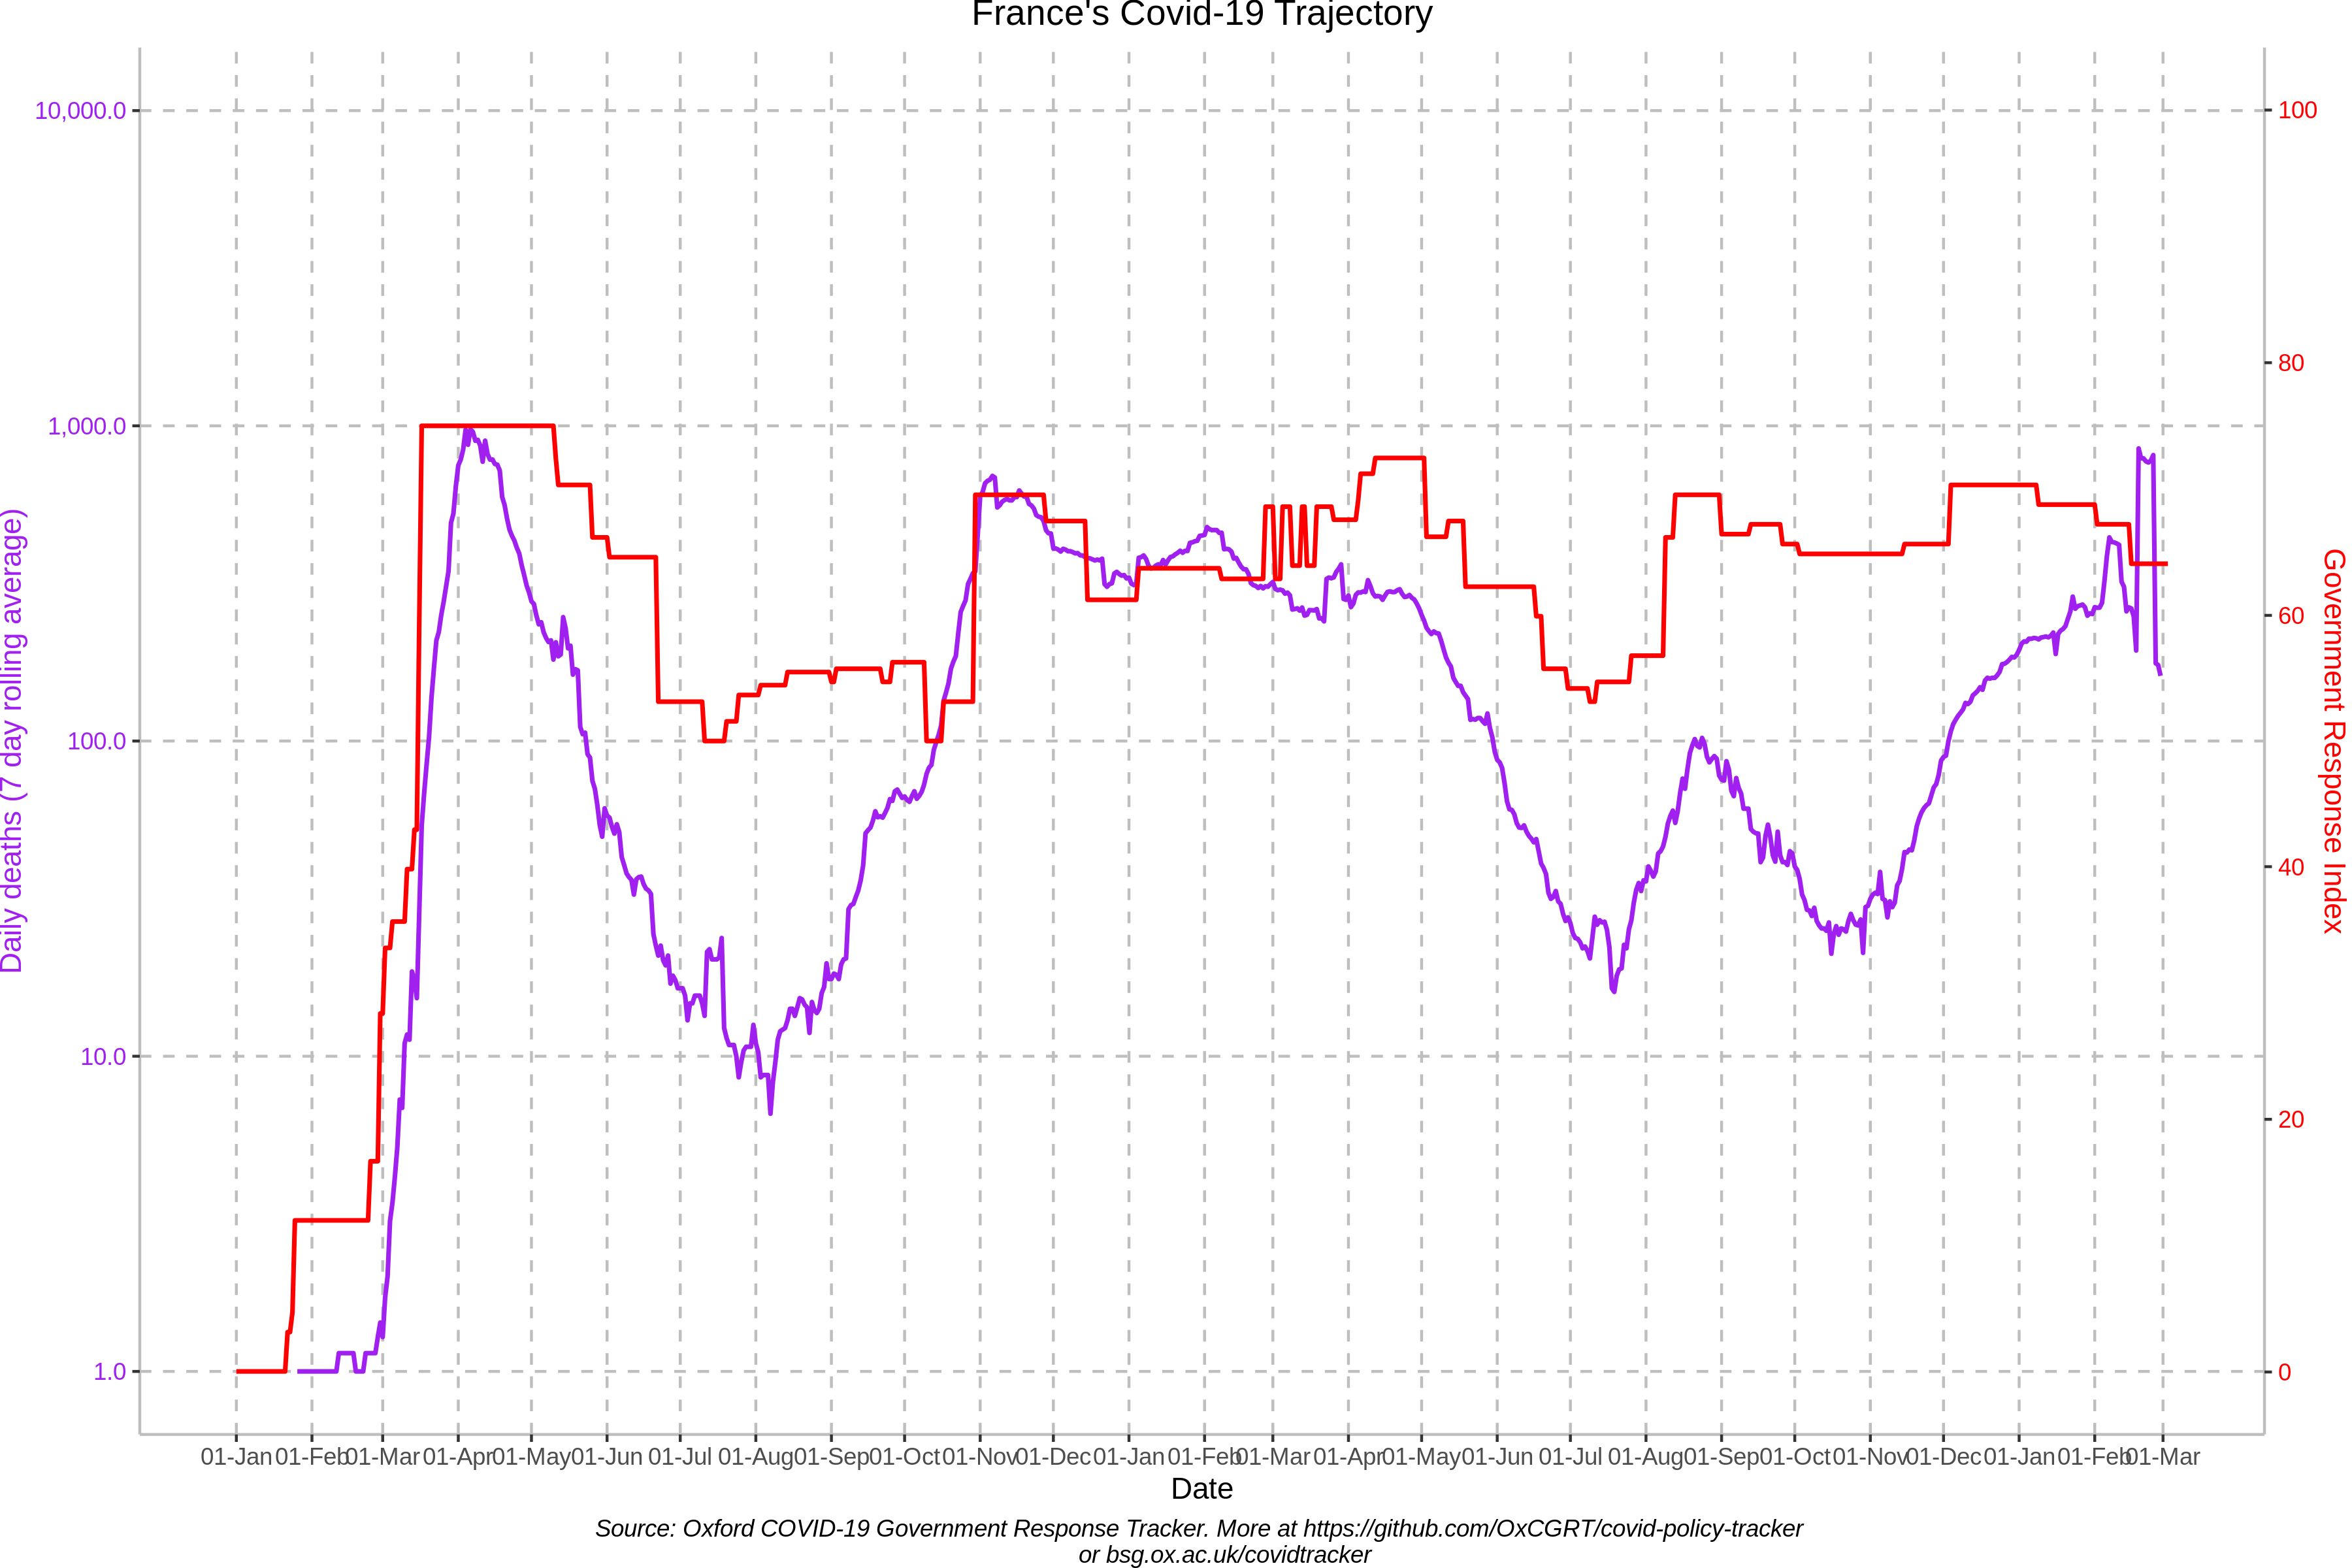 France's Covid-19 Trajectory
10,000.0
1,000.0
100.0
10.0
1.0
Daily deaths (7 day rolling average)
100
80
60
40
20
0
Government Response Index
01-Jan 01-Feb 01-Mar 01-Apr 01-May 01-Jun 01-Jul 01-Aug 01-Sep 01-Oct 01-Nov 01-Dec 01-Jan 01-Feb 01-Mar 01-Apr 01-May 01-Jun 01-Jul 01-Aug 01-Sep 01-Oct 01-Nov 01-Dec 01-Jan 01-Feb 01-Mar
Date
Source: Oxford COVID-19 Government Response Tracker. More at https://github.com/OxCGRT/covid-policy-tracker
or bsg.ox.ac.uk/covidtracker